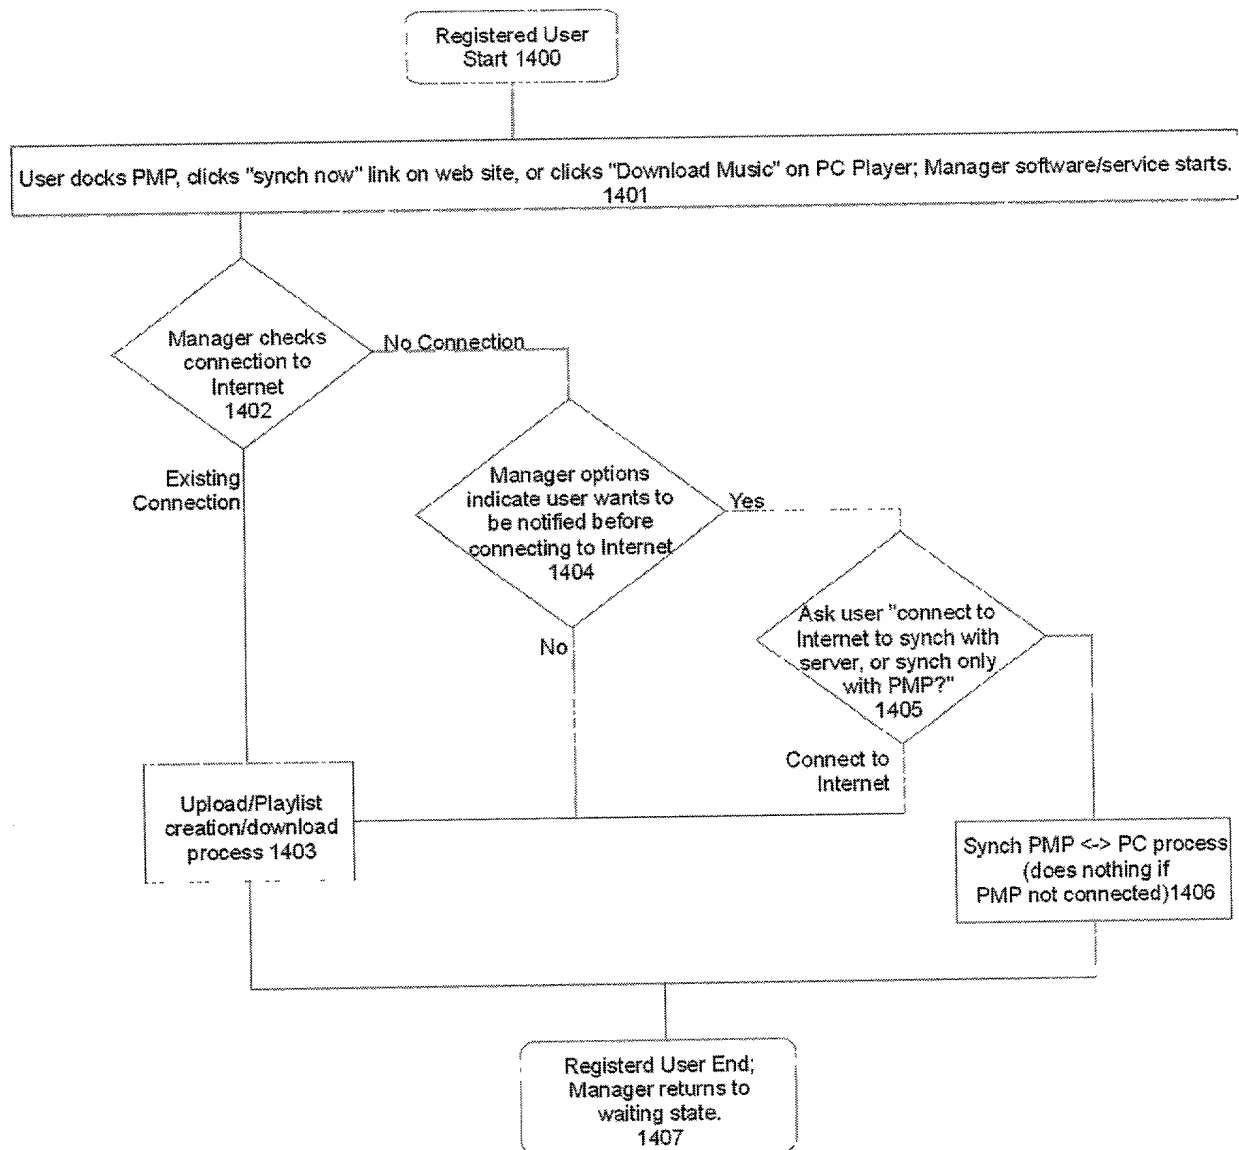 Registered User
Start 1400
User docks PMP, clicks "synch now" link on web site, or clicks "Download Music" on PC Player; Manager software/service starts.
1401
Manager checks
connection to
Internet
1402
No Connection
Existing
Connection
Manager options
indicate user wants to
be notified before
connecting to Internet
1404
Yes
No
Ask user "connect to
Internet to synch with
server, or synch only
with PMP?"
1405
Connect to
Internet
Upload/Playlist
creation/download
process 1403
Synch PMP <-> PC process
(does nothing if
PMP not connected)1406
Registerd User End;
Manager returns to
waiting state.
1407